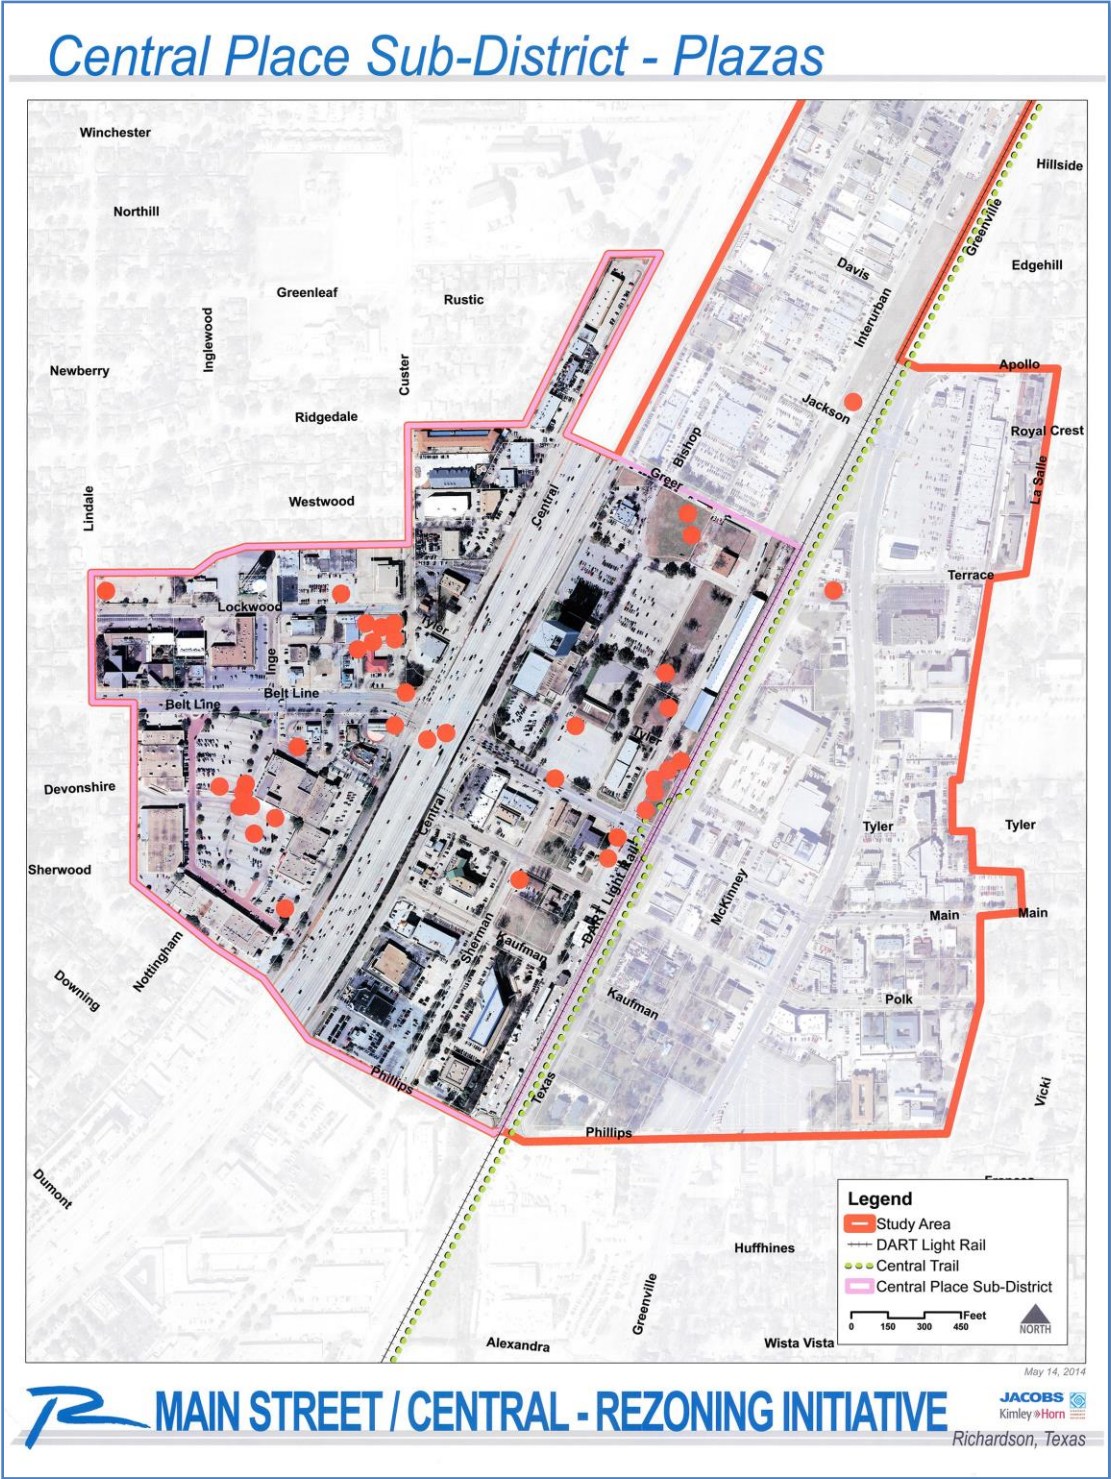 Central Place Sub-District - Plazas
Winchester
Hillside
Northill
Greenville
Edgehill
Davis
Greenleaf
Rustic
Interurban
Inglewood
Newberry
Custer
Apollo
Jackson
Ridgedale
Royal Crest
Bishop
Greer
La Salle
Lindale
Westwood
Central
Terrace
Lockwood
Tyler
Inge
Belt Line
Belt Line
Tyler
Devonshire
Central
Tyler
Tyler
Sherwood
DART Light Rail
McKinney
Main
Main
Sherman
Kaufman
Nottingham
Downing
Kaufman
Polk
Phillips
Texas
Vicki
Phillips
Dumont
Huffhines
Greenville
Alexandra
Wista Vista
Legend
Study Area
DART Light Rail
Central Trail
Central Place Sub-District
Feet
0 150 300 450
NORTH
May 14, 2014
R MAIN STREET / CENTRAL - REZONING INITIATIVE
JACOBS
Kimley»Horn
Richardson, Texas